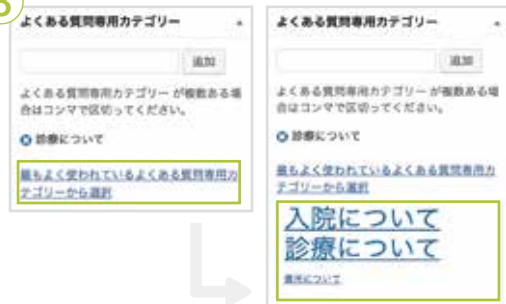 よくある質問専用カテゴリー
追加
よくある質問専用カテゴリー が複数ある場
合はコンマで区切ってください。
診療について
最もよく使われているよくある質問専用カ
テゴリーから選択
よくある質問専用カテゴリー
追加
よくある質問専用カテゴリー が複数ある場
合はコンマで区切ってください。
診療について
最もよく使われているよくある質問専用カ
テゴリーから選択
入院について
診療について